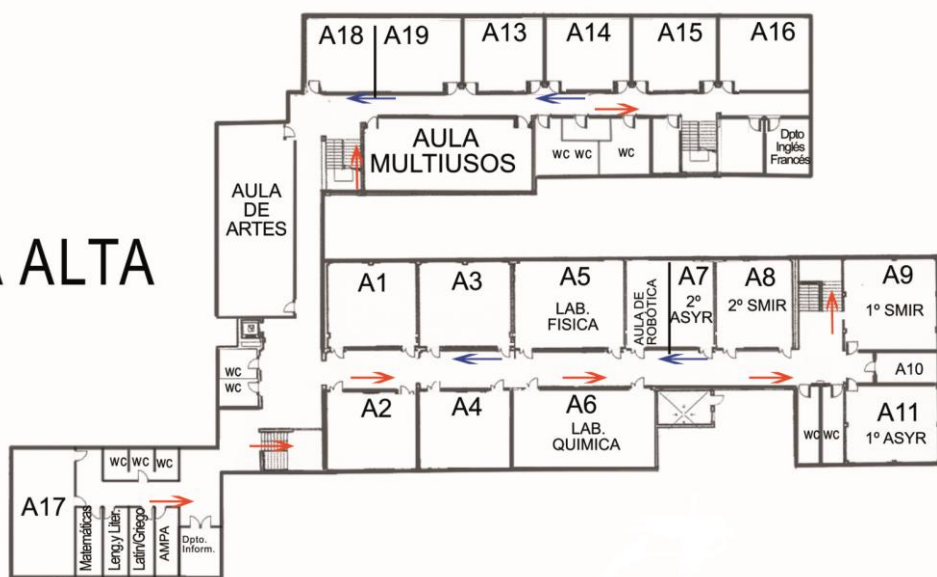 A18
A19
A13
A14
A15
A16
AULA
MULTIUSOS
WC WC
WC
Dpto
Inglés
Francés
AULA
DE
ARTES
ALTA
A1
A3
A5
LAB.
FISICA
AULA DE
ROBÓTICA
A7
2º
ASYR
A8
2º SMIR
A9
1º SMIR
A10
WC
WC
A2
A4
A6
LAB.
QUIMICA
WC
WC
A11
1º ASYR
A17
WC
WC
WC
Matemáticas
Leng.y Liter.
Latín/Griego
AMPA
Dpto.
Inform.